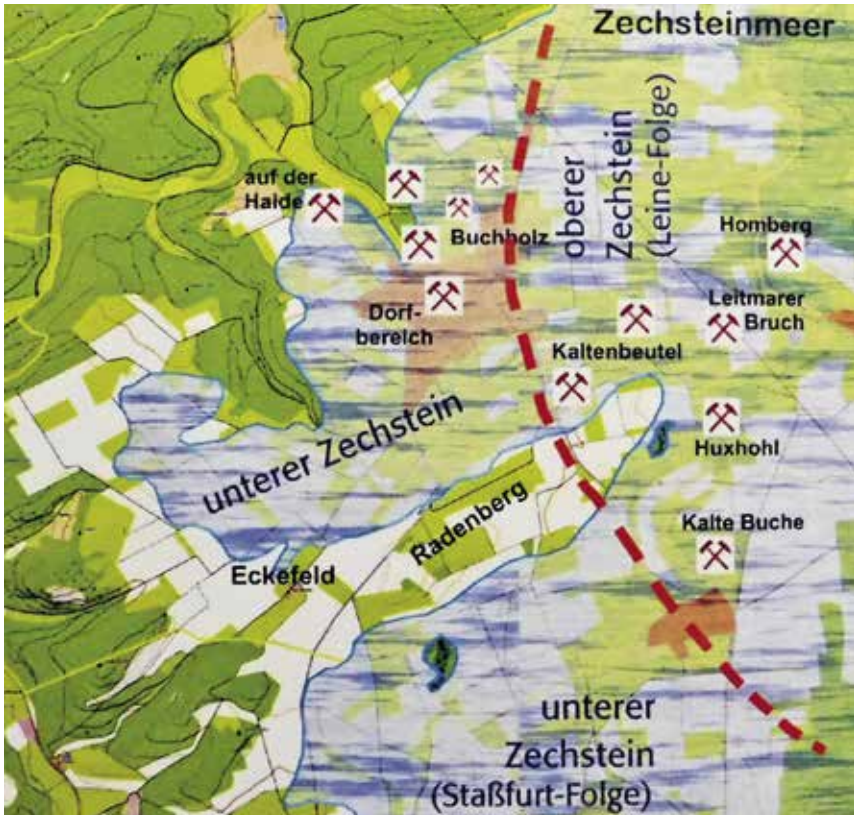 Zechsteinmeer
oberer
Zechstein
(Leine-Folge)
auf der
Haide
Buchholz
Homberg
Dorf-
bereich
Leitmarer
Bruch
Kaltenbeutel
unterer Zechstein
Huxhohl
Radenberg
Kalte Buche
Eckefeld
unterer
Zechstein
(Staßfurt-Folge)